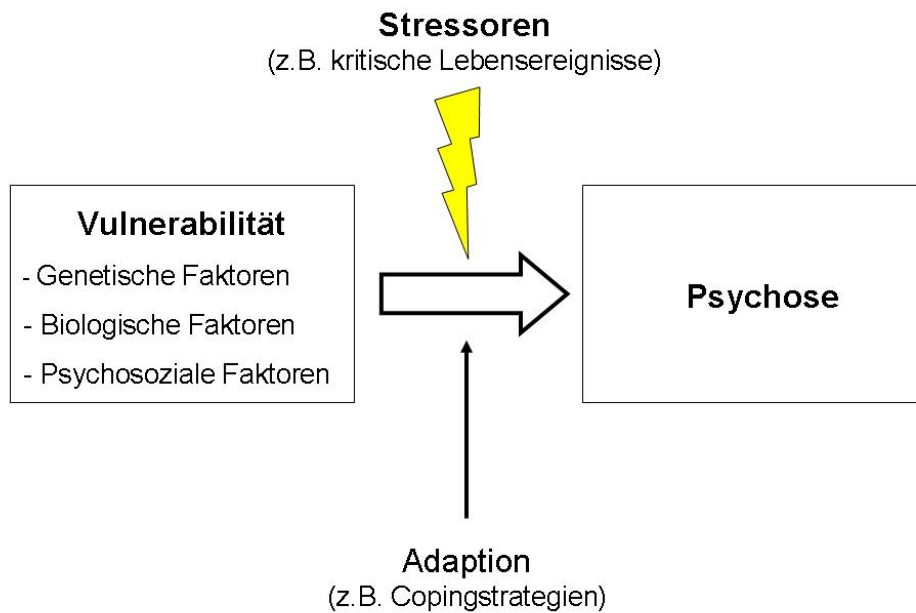 Stressoren
(z.B. kritische Lebensereignisse)
Vulnerabilität
- Genetische Faktoren
- Biologische Faktoren
- Psychosoziale Faktoren
Psychose
Adaption
(z.B. Copingstrategien)